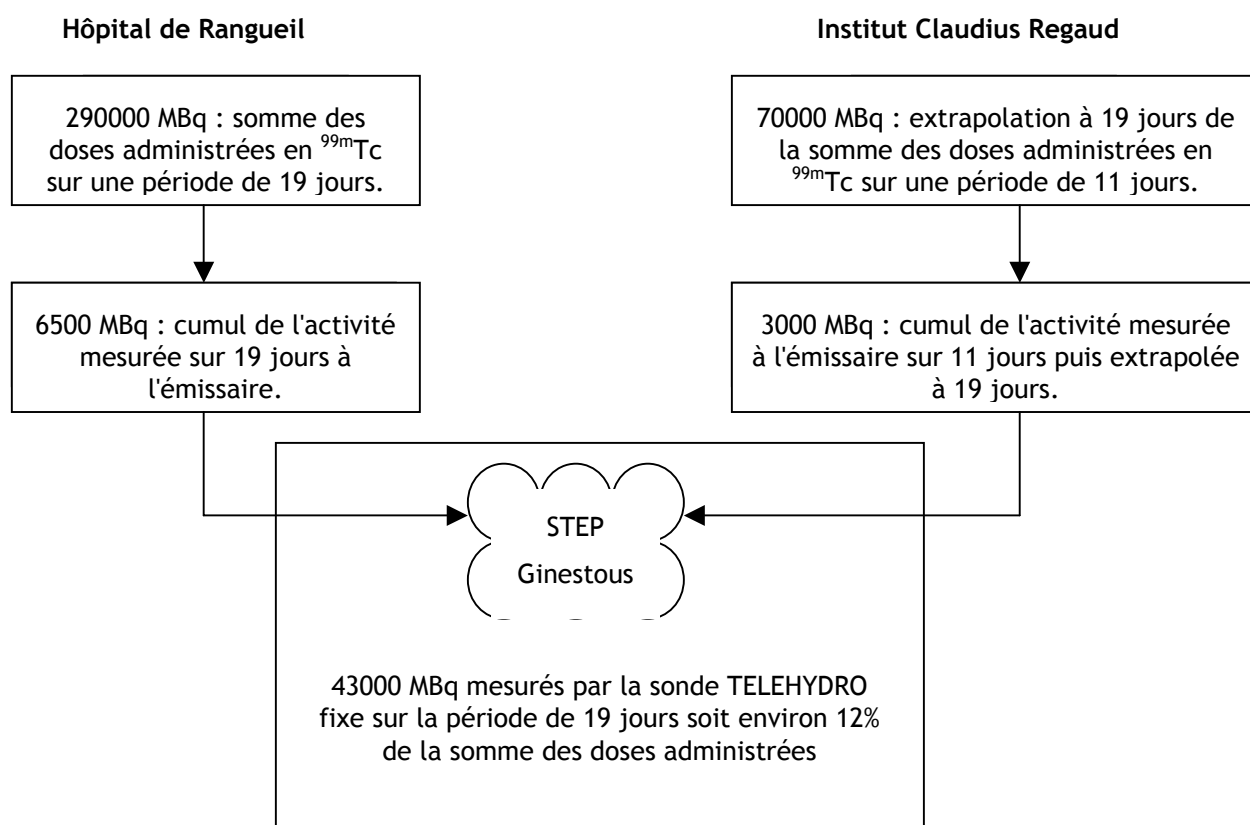 Hôpital de Rangueil
Institut Claudius Regaud
290000 MBq : somme des
doses administrées en ⁹⁹ᵐTc
sur une période de 19 jours.
70000 MBq : extrapolation à 19 jours de
la somme des doses administrées en
⁹⁹ᵐTc sur une période de 11 jours.
6500 MBq : cumul de l'activité
mesurée sur 19 jours à
l'émissaire.
3000 MBq : cumul de l'activité mesurée
à l'émissaire sur 11 jours puis extrapolée
à 19 jours.
STEP
Ginestous
43000 MBq mesurés par la sonde TELEHYDRO
fixe sur la période de 19 jours soit environ 12%
de la somme des doses administrées